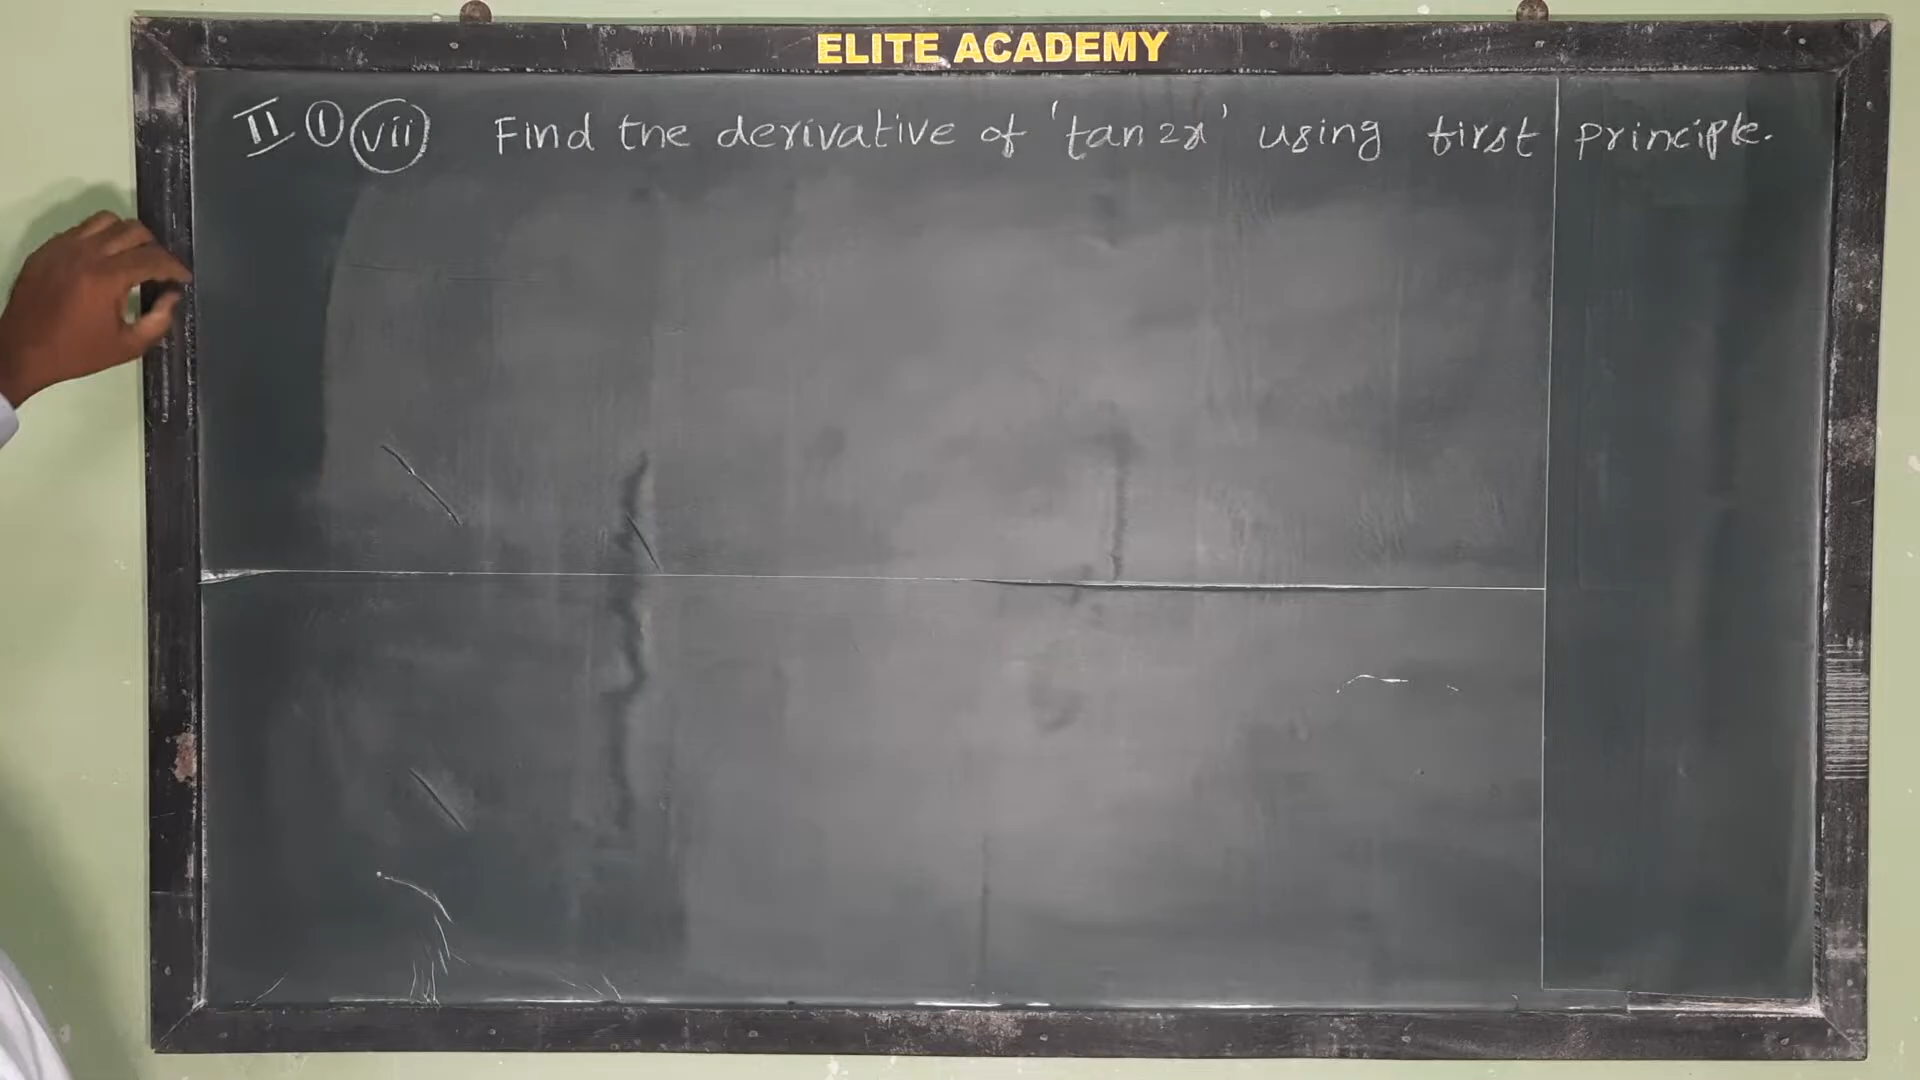 ELITE ACADEMY
II ① vii Find the derivative of 'tan 2x' using first principle.